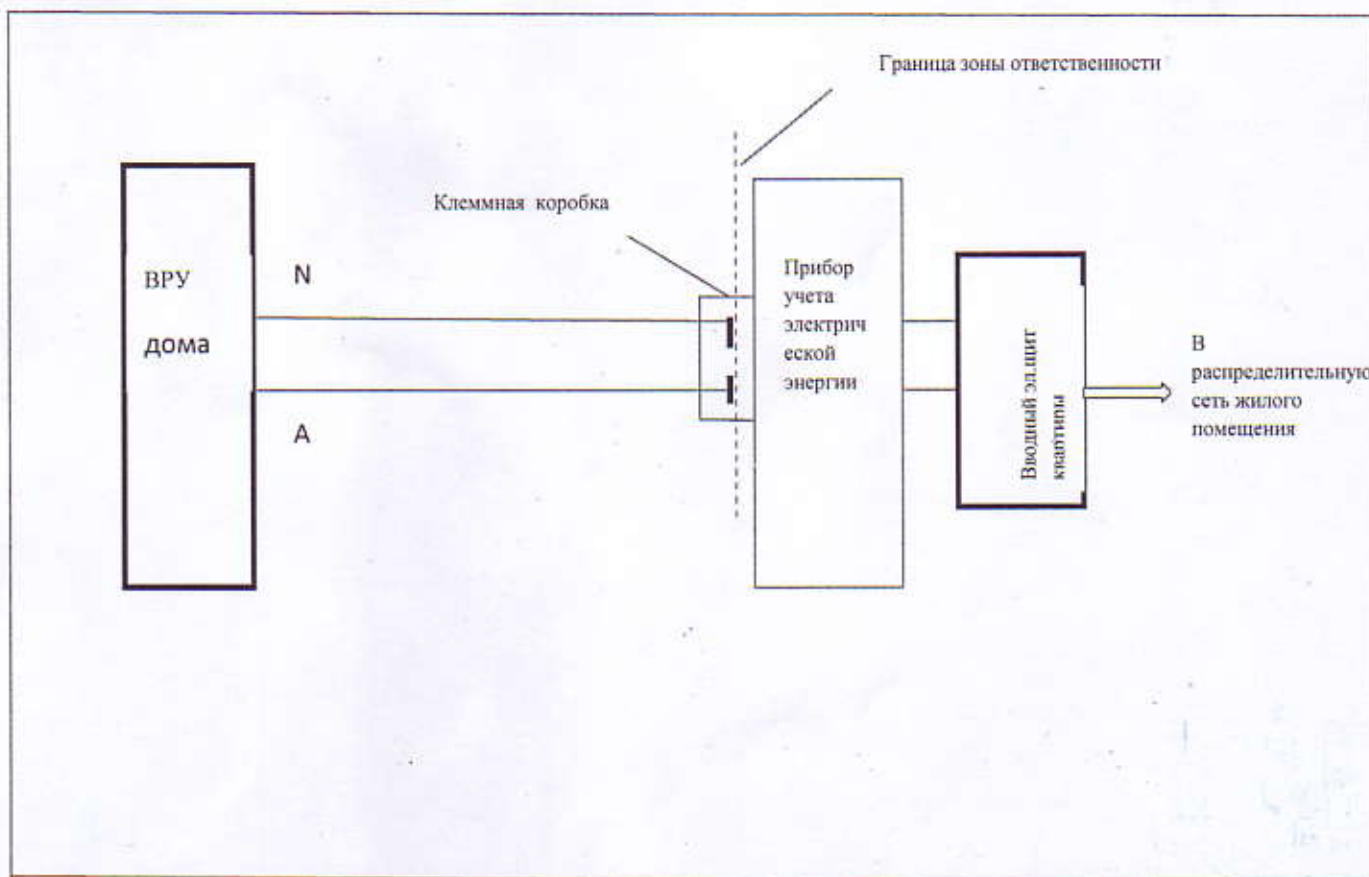 Граница зоны ответственности
Клеммная коробка
ВРУ
дома
N
A
Прибор
учета
электрич
еской
энергии
Вводный эл.щит
квартиры
В
распределительную
сеть жилого
помещения